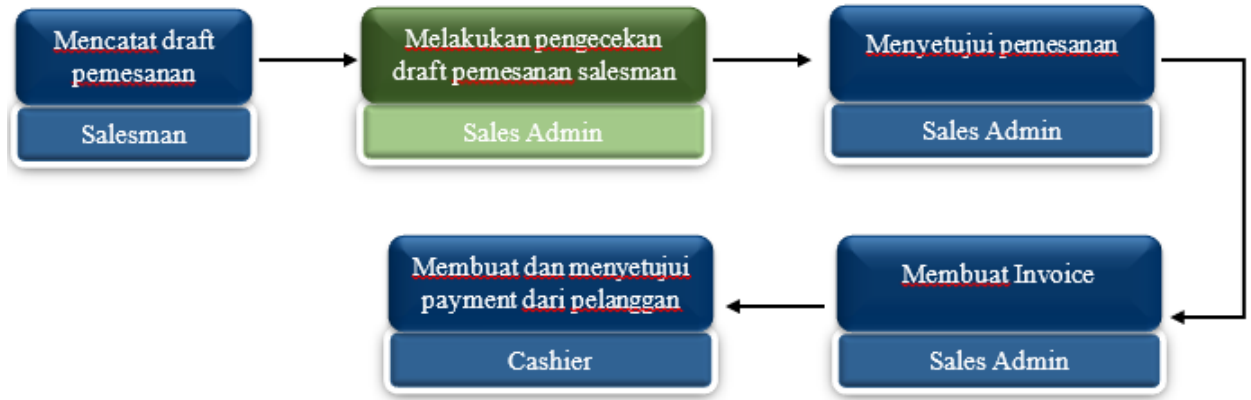 Mencatat draft
pemesanan
Salesman
Melakukan pengecekan
draft pemesanan salesman
Sales Admin
Menyetujui pemesanan
Sales Admin
Membuat Invoice
Sales Admin
Membuat dan menyetujui
payment dari pelanggan
Cashier